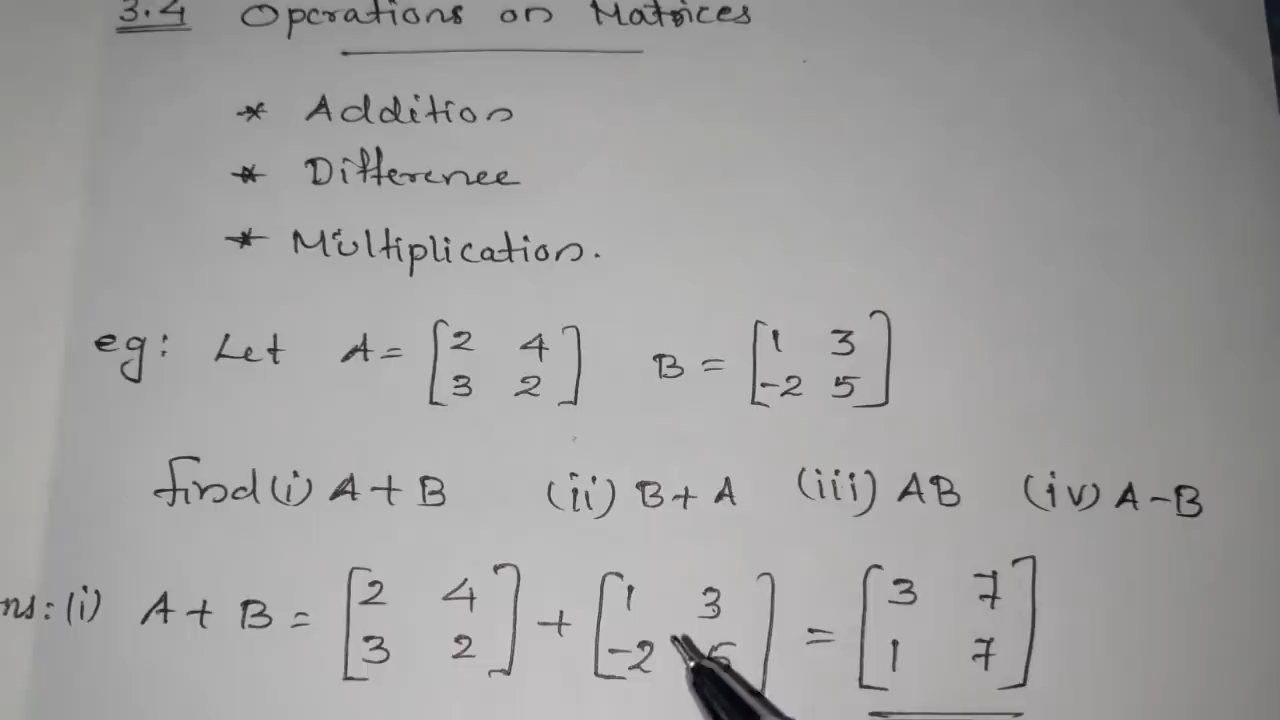 3.4 Operations on Matrices
* Addition
* Difference
* Multiplication.
eg: Let A = [2 4; 3 2] B = [1 3; -2 5]
find (i) A + B (ii) B + A (iii) AB (iv) A - B
ns: (i) A + B = [2 4; 3 2] + [1 3; -2 5] = [3 7; 1 7]